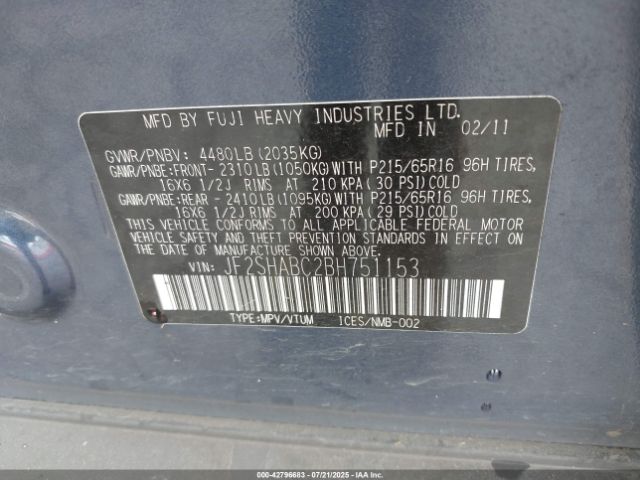 MFD BY FUJI HEAVY INDUSTRIES LTD.
MFD IN 02/11
GVWR/PNBV: 4480LB(2035KG)
GAWR/PNBE:FRONT- 2310LB(1050KG)WITH P215/65R16 96H TIRES,
16X6 1/2J RIMS AT 210 KPA(30 PSI)COLD
GAWR/PNBE:REAR - 2410LB(1095KG)WITH P215/65R16 96H TIRES,
16X6 1/2J RIMS AT 200 KPA(29 PSI)COLD
THIS VEHICLE CONFORMS TO ALL APPLICABLE FEDERAL MOTOR
VEHICLE SAFETY AND THEFT PREVENTION STANDARDS IN EFFECT ON
THE DATE OF MANUFACTURE SHOWN ABOVE.
VIN: JF2SHABC2BH751153
TYPE:MPV/VTUM ICES/NMB-002
000-42796683 07/21/2025 Copyright © IAA, LLC